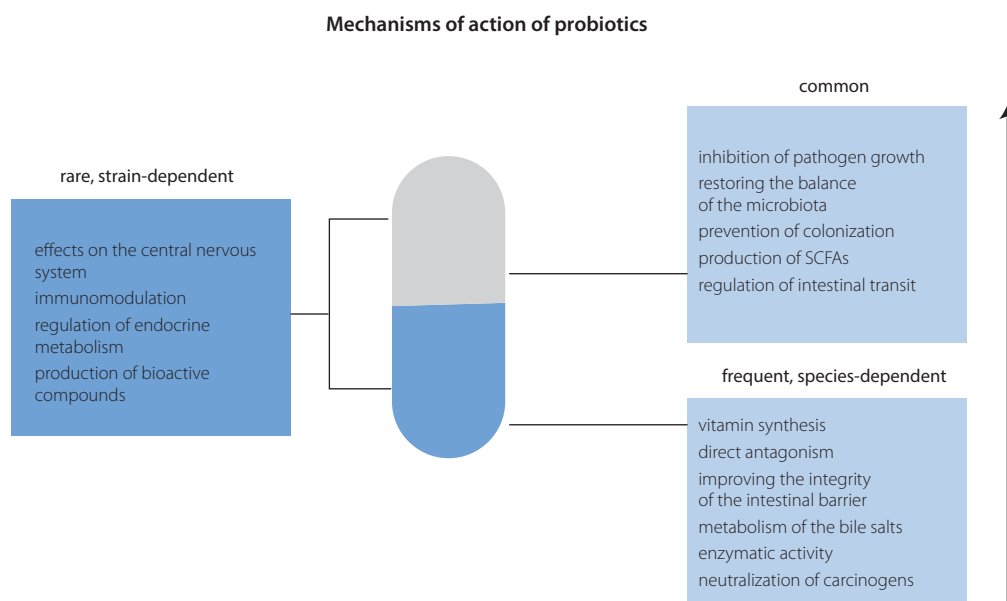 Mechanisms of action of probiotics
rare, strain-dependent
effects on the central nervous
system
immunomodulation
regulation of endocrine
metabolism
production of bioactive
compounds
common
inhibition of pathogen growth
restoring the balance
of the microbiota
prevention of colonization
production of SCFAs
regulation of intestinal transit
frequent, species-dependent
vitamin synthesis
direct antagonism
improving the integrity
of the intestinal barrier
metabolism of the bile salts
enzymatic activity
neutralization of carcinogens